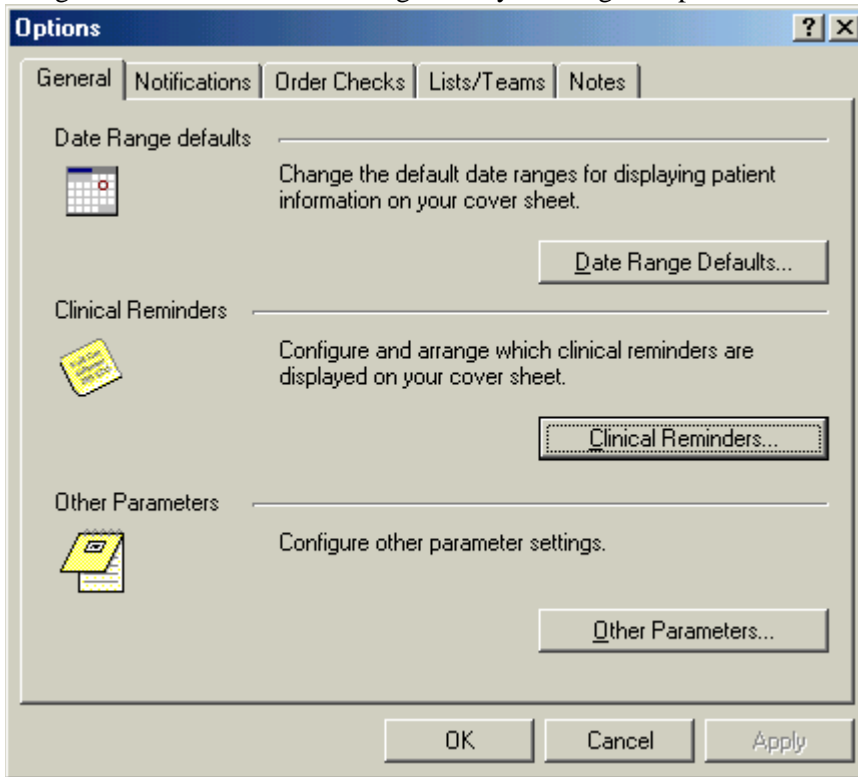 Options
General Notifications Order Checks Lists/Teams Notes
Date Range defaults
Change the default date ranges for displaying patient
information on your cover sheet.
Date Range Defaults...
Clinical Reminders
Configure and arrange which clinical reminders are
displayed on your cover sheet.
Clinical Reminders...
Other Parameters
Configure other parameter settings.
Other Parameters...
OK Cancel Apply